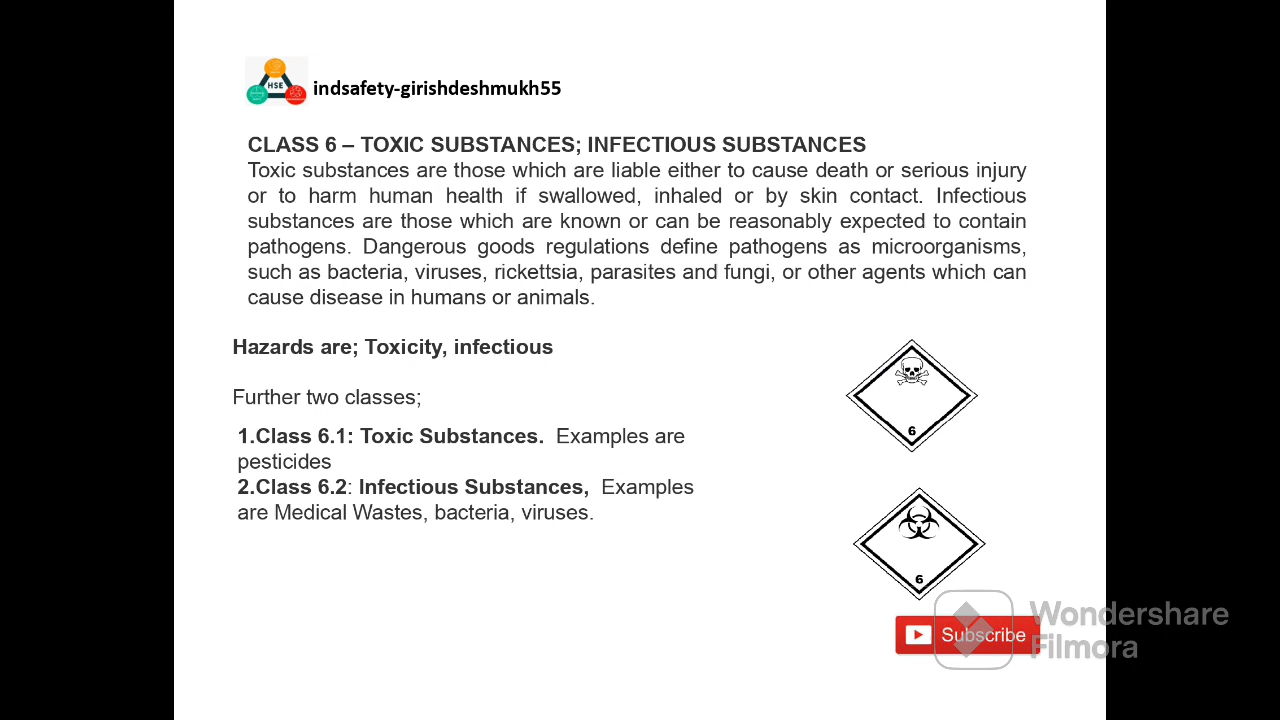 HSE
indsafety-girishdeshmukh55
CLASS 6 – TOXIC SUBSTANCES; INFECTIOUS SUBSTANCES
Toxic substances are those which are liable either to cause death or serious injury
or to harm human health if swallowed, inhaled or by skin contact. Infectious
substances are those which are known or can be reasonably expected to contain
pathogens. Dangerous goods regulations define pathogens as microorganisms,
such as bacteria, viruses, rickettsia, parasites and fungi, or other agents which can
cause disease in humans or animals.
Hazards are; Toxicity, infectious
Further two classes;
1.Class 6.1: Toxic Substances. Examples are
pesticides
2.Class 6.2: Infectious Substances, Examples
are Medical Wastes, bacteria, viruses.
6
6
Subscribe
Wondershare
Filmora